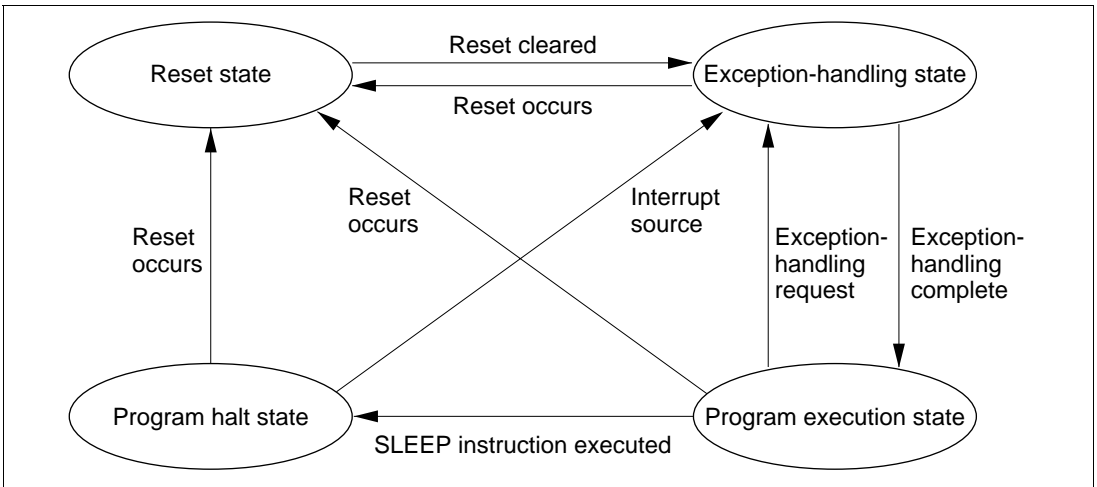 Reset cleared
Reset state
Exception-handling state
Reset occurs
Reset
occurs
Reset
occurs
Interrupt
source
Exception-
handling
request
Exception-
handling
complete
Program halt state
Program execution state
SLEEP instruction executed